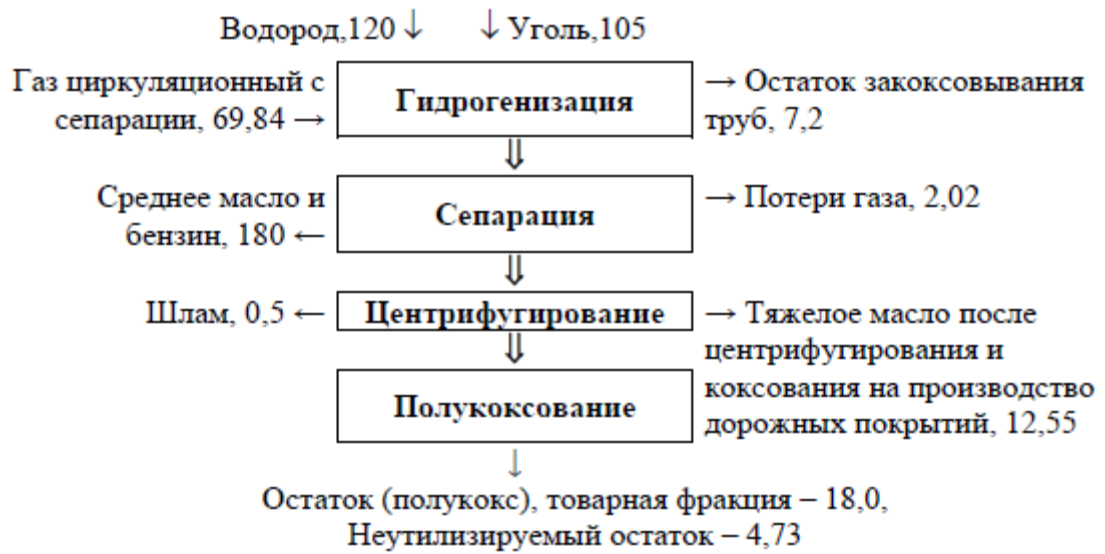 Водород,120 ↓ ↓ Уголь,105
Газ циркуляционный с
сепарации, 69,84 →
Гидрогенизация
→ Остаток закоксовывания
труб, 7,2
⇓
Среднее масло и
бензин, 180 ←
Сепарация
→ Потери газа, 2,02
⇓
Шлам, 0,5 ←
Центрифугирование
→ Тяжелое масло после
центрифугирования и
коксования на производство
дорожных покрытий, 12,55
⇓
Полукоксование
↓
Остаток (полукокс), товарная фракция – 18,0,
Неутилизируемый остаток – 4,73